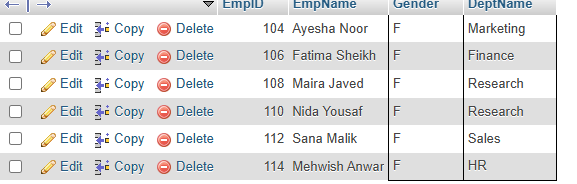 EmpID EmpName Gender DeptName
Edit Copy Delete 104 Ayesha Noor F Marketing
Edit Copy Delete 106 Fatima Sheikh F Finance
Edit Copy Delete 108 Maira Javed F Research
Edit Copy Delete 110 Nida Yousaf F Research
Edit Copy Delete 112 Sana Malik F Sales
Edit Copy Delete 114 Mehwish Anwar F HR